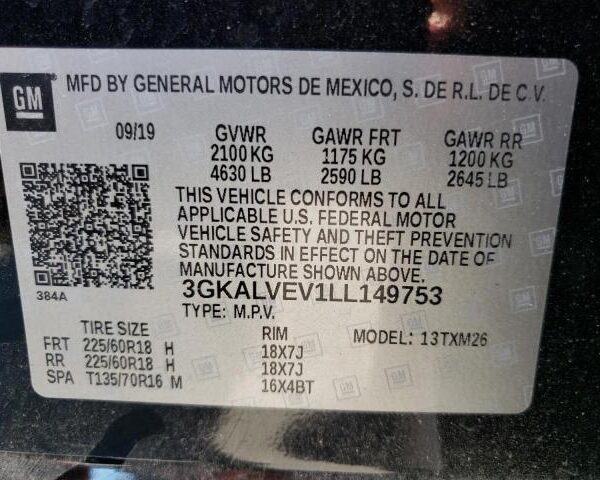 GM MFD BY GENERAL MOTORS DE MEXICO, S. DE R.L. DE C.V.
09/19 GVWR GAWR FRT GAWR RR
2100 KG 1175 KG 1200 KG
4630 LB 2590 LB 2645 LB
THIS VEHICLE CONFORMS TO ALL
APPLICABLE U.S. FEDERAL MOTOR
VEHICLE SAFETY AND THEFT PREVENTION
STANDARDS IN EFFECT ON THE DATE
OF MANUFACTURE SHOWN ABOVE.
384A
3GKALVEV1LL149753
TYPE: M.P.V.
TIRE SIZE RIM MODEL: 13TXM26
FRT 225/60R18 H 18X7J
RR 225/60R18 H 18X7J
SPA T135/70R16 M 16X4BT